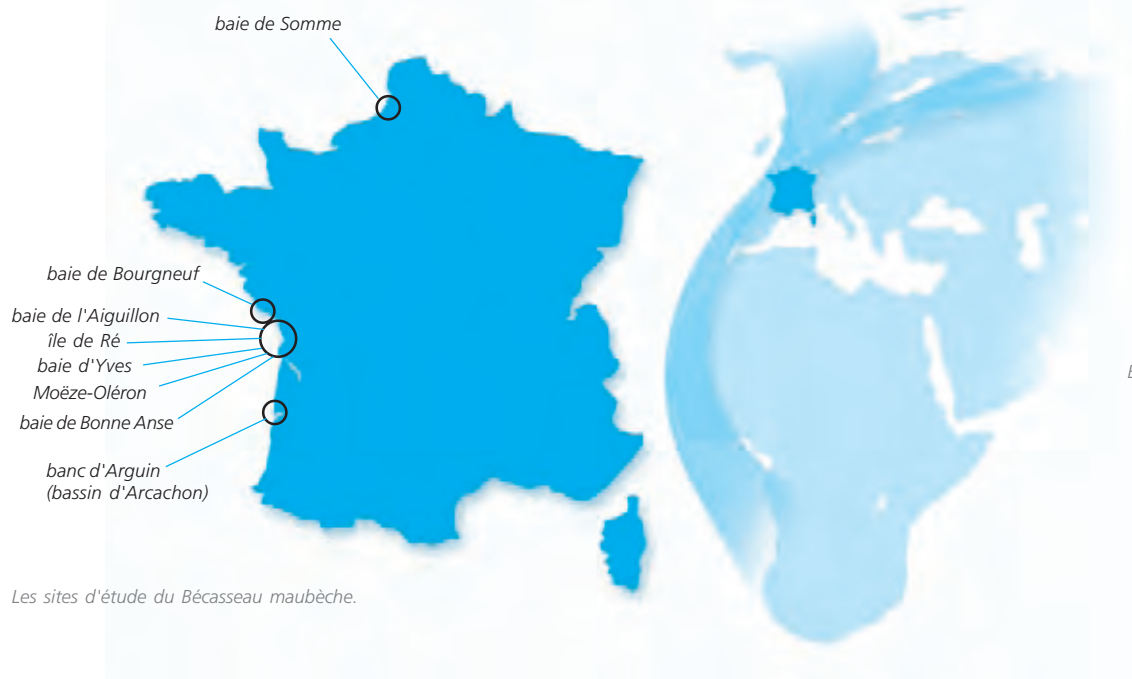 baie de Somme
baie de Bourgneuf
baie de l'Aiguillon
île de Ré
baie d'Yves
Moëze-Oléron
baie de Bonne Anse
banc d'Arguin
(bassin d'Arcachon)
Les sites d'étude du Bécasseau maubèche.